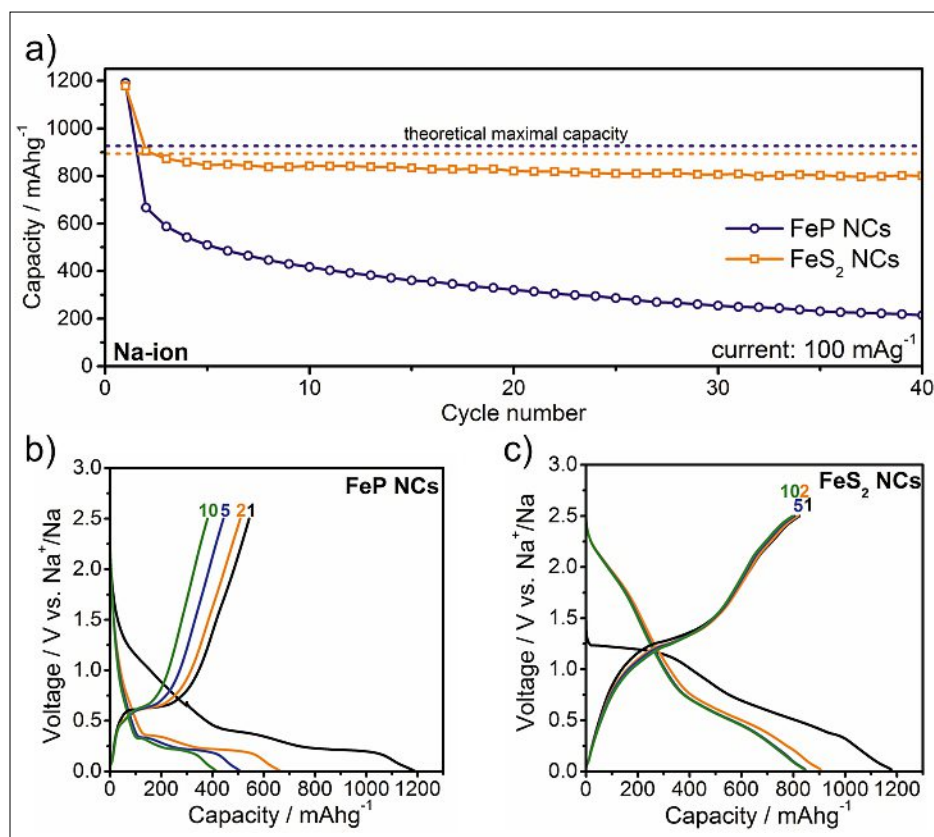 a)
1200
1000
800
600
400
200
0
Capacity / mAhg⁻¹
theoretical maximal capacity
FeP NCs
FeS₂ NCs
Na-ion
current: 100 mAg⁻¹
0 10 20 30 40
Cycle number
b)
3.0
2.5
2.0
1.5
1.0
0.5
0.0
Voltage / V vs. Na⁺/Na
FeP NCs
10 5 2 1
0 200 400 600 800 1000 1200
Capacity / mAhg⁻¹
c)
3.0
2.5
2.0
1.5
1.0
0.5
0.0
Voltage / V vs. Na⁺/Na
FeS₂ NCs
10 2
5 1
0 200 400 600 800 1000 1200
Capacity / mAhg⁻¹